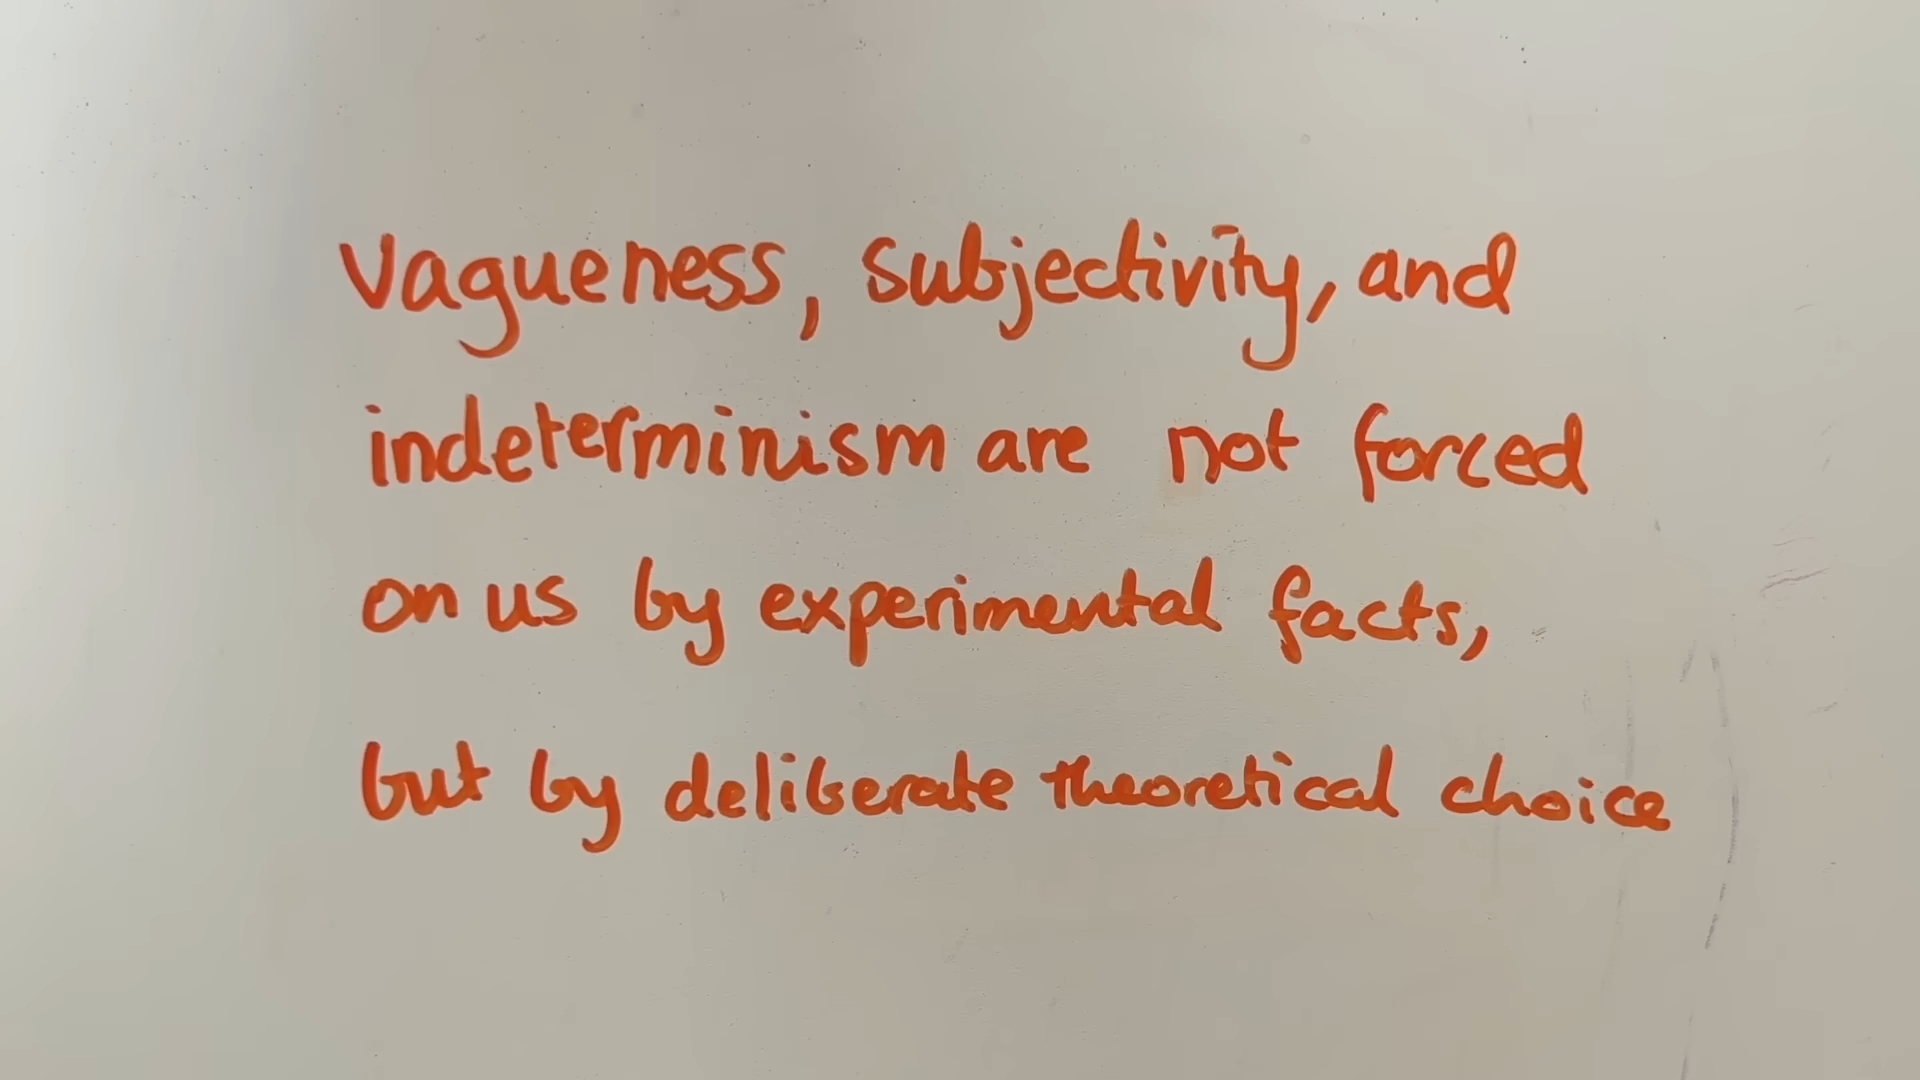 Vagueness, subjectivity, and
indeterminism are not forced
on us by experimental facts,
but by deliberate theoretical choice